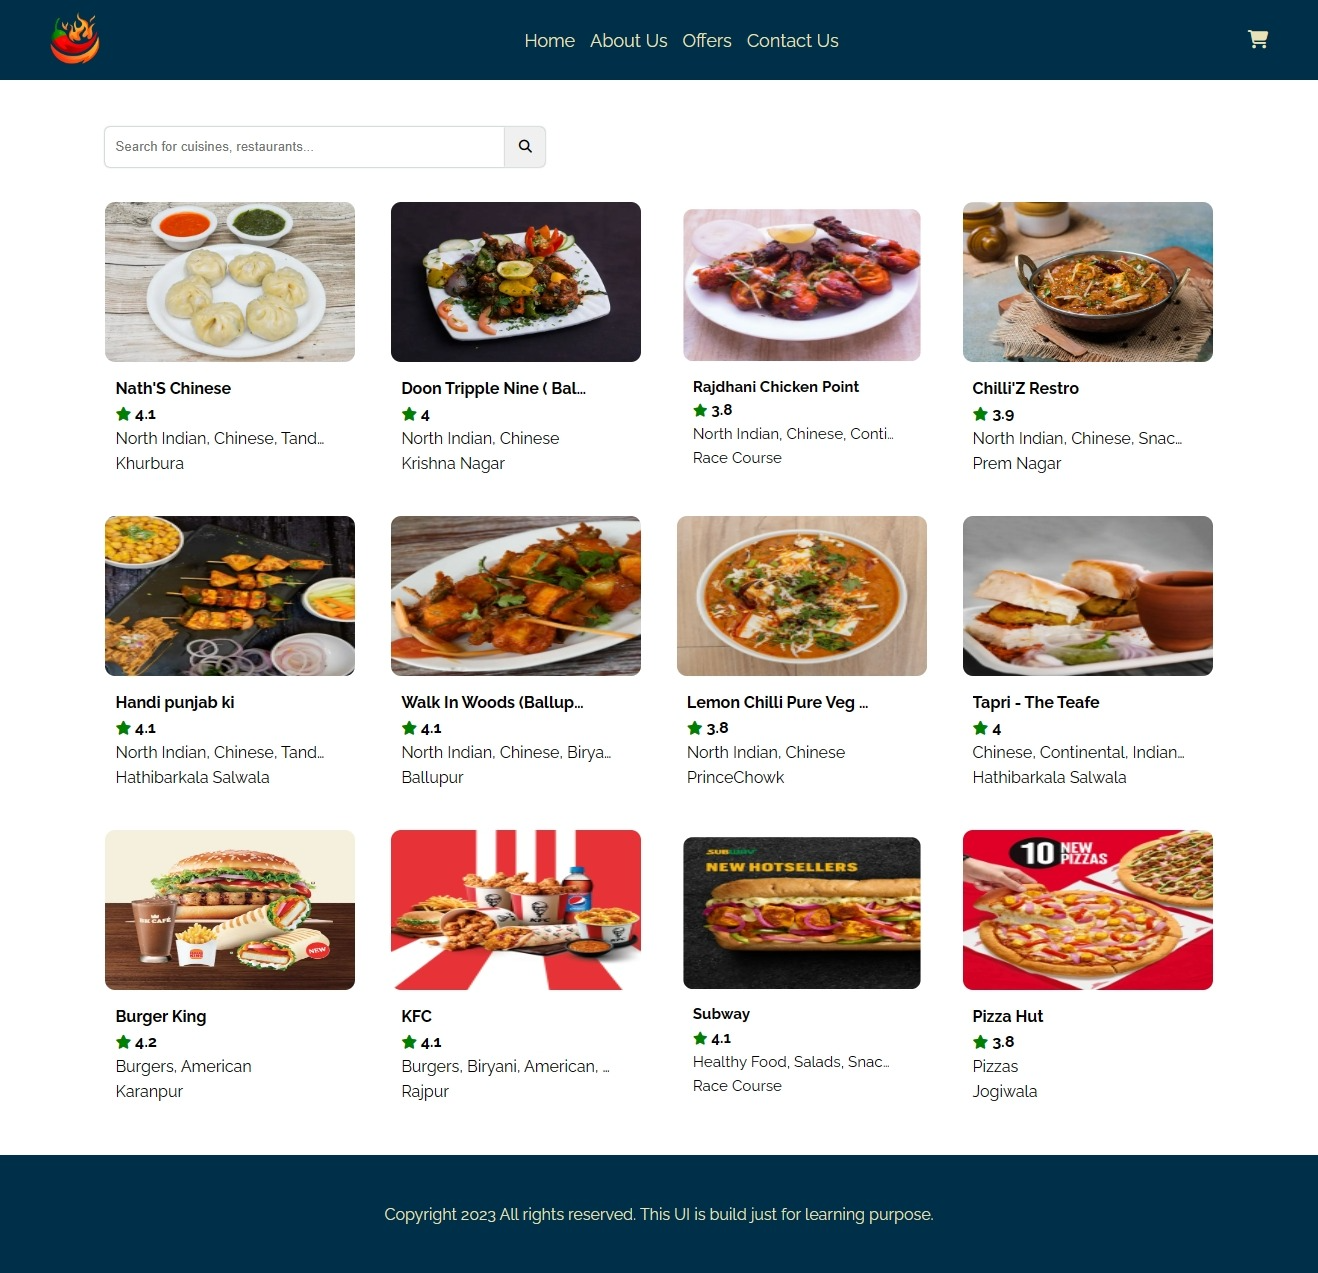 Home About Us Offers Contact Us
Search for cuisines, restaurants...
Nath'S Chinese
4.1
North Indian, Chinese, Tand...
Khurbura
Doon Tripple Nine ( Bal...
4
North Indian, Chinese
Krishna Nagar
Rajdhani Chicken Point
3.8
North Indian, Chinese, Conti...
Race Course
Chilli'Z Restro
3.9
North Indian, Chinese, Snac...
Prem Nagar
Handi punjab ki
4.1
North Indian, Chinese, Tand...
Hathibarkala Salwala
Walk In Woods (Ballup...
4.1
North Indian, Chinese, Birya...
Ballupur
Lemon Chilli Pure Veg ...
3.8
North Indian, Chinese
PrinceChowk
Tapri - The Teafe
4
Chinese, Continental, Indian...
Hathibarkala Salwala
BK CAFÉ
NEW
Burger King
4.2
Burgers, American
Karanpur
KFC
KFC
4.1
Burgers, Biryani, American, ...
Rajpur
SUBWAY
NEW HOTSELLERS
Subway
4.1
Healthy Food, Salads, Snac...
Race Course
10 NEW
PIZZAS
Pizza Hut
3.8
Pizzas
Jogiwala
Copyright 2023 All rights reserved. This UI is build just for learning purpose.